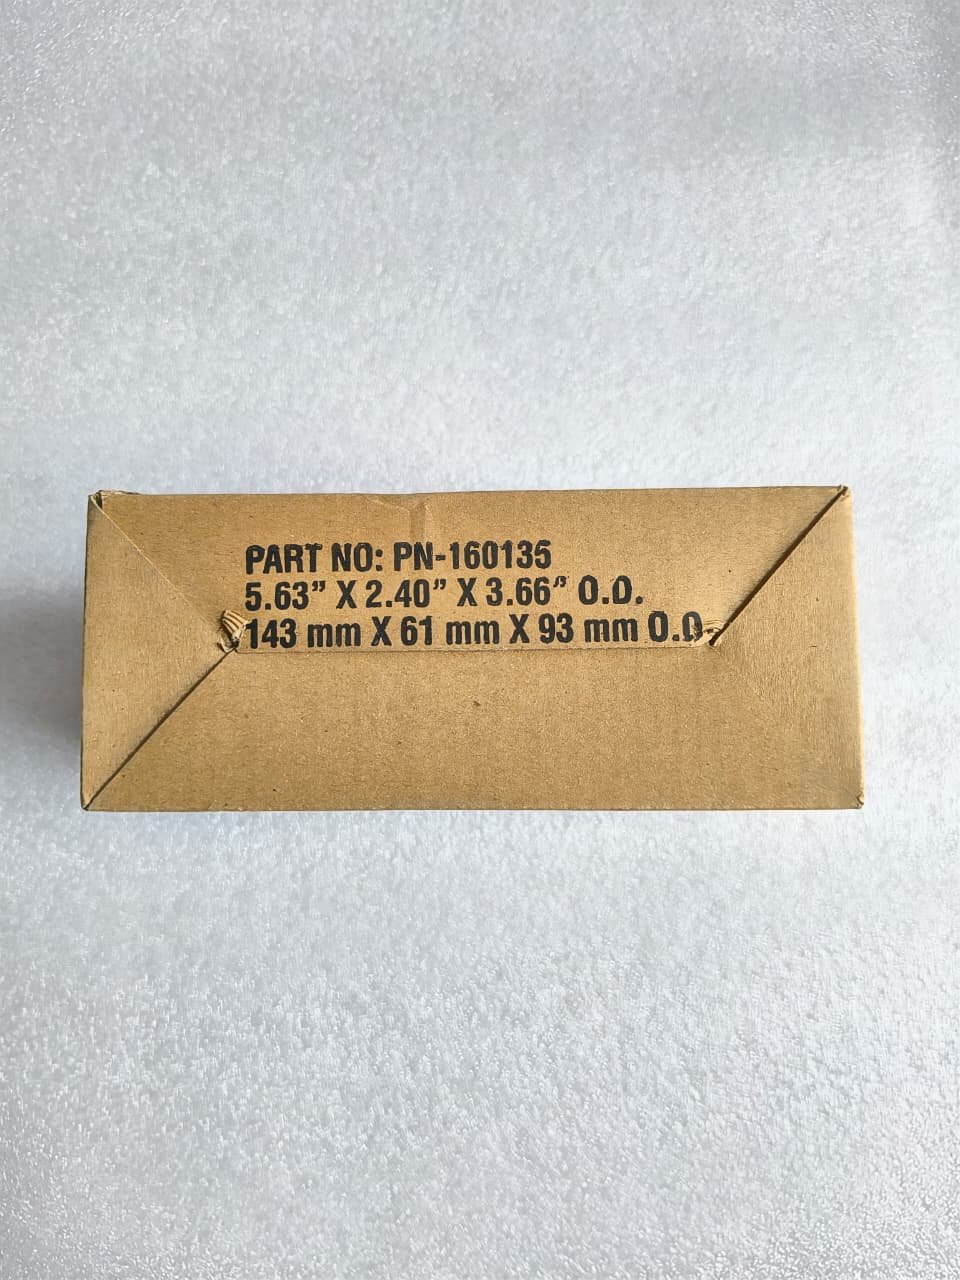 PART NO: PN-160135
5.63” X 2.40” X 3.66” O.D.
143 mm X 61 mm X 93 mm O.D